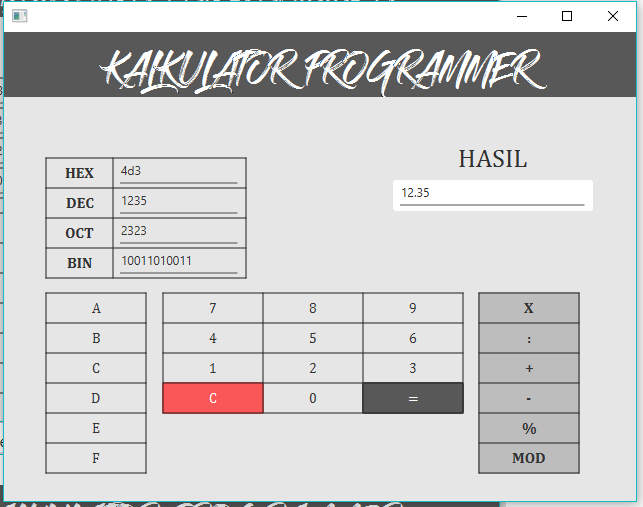 KALKULATOR PROGRAMMER
HASIL
12.35
HEX 4d3
DEC 1235
OCT 2323
BIN 10011010011
A 7 8 9 X
B 4 5 6 :
C 1 2 3 +
D C 0 = -
E %
F MOD